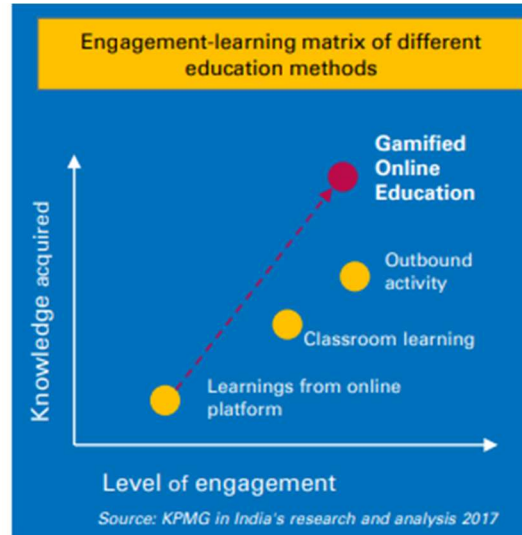 Engagement-learning matrix of different
education methods
Gamified
Online
Education
Knowledge acquired
Outbound
activity
Classroom learning
Learnings from online
platform
Level of engagement
Source: KPMG in India's research and analysis 2017